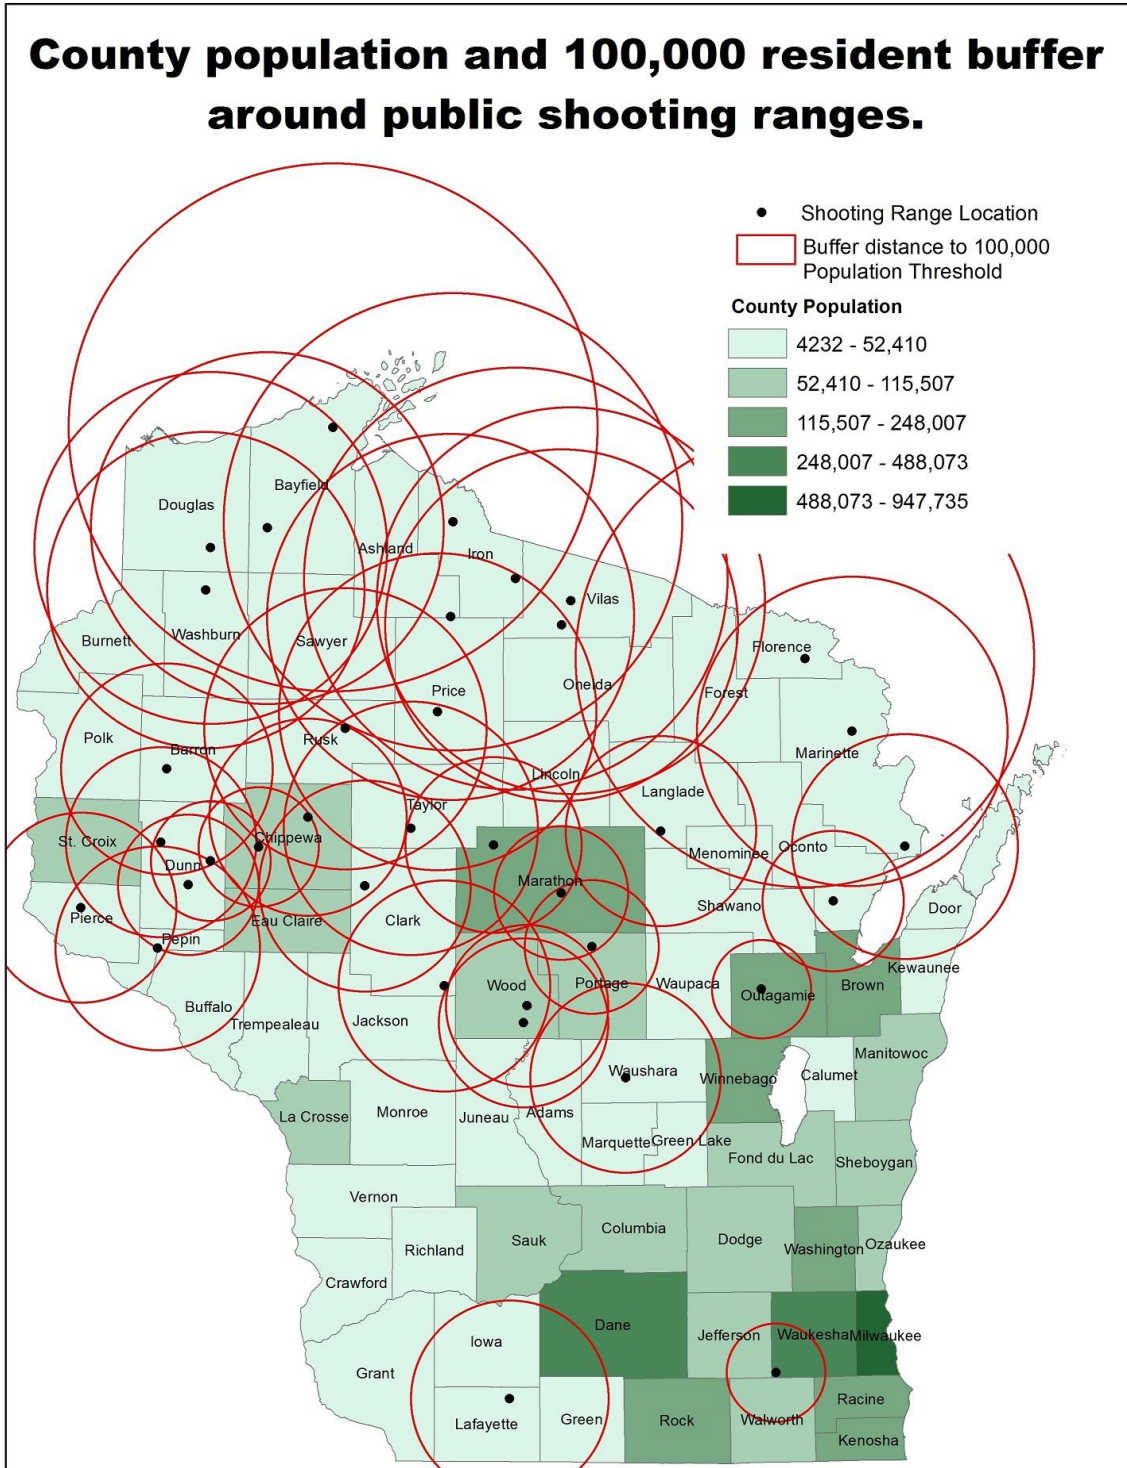 County population and 100,000 resident buffer
around public shooting ranges.
Shooting Range Location
Buffer distance to 100,000
Population Threshold
County Population
4232 - 52,410
52,410 - 115,507
115,507 - 248,007
248,007 - 488,073
488,073 - 947,735
Bayfield
Douglas
Ashland
Iron
Vilas
Burnett
Washburn
Sawyer
Florence
Price
Oneida
Forest
Polk
Barron
Rusk
Marinette
Lincoln
Langlade
Taylor
St. Croix
Chippewa
Menominee
Oconto
Dunn
Marathon
Pierce
Eau Claire
Clark
Shawano
Door
Pepin
Kewaunee
Buffalo
Trempealeau
Jackson
Wood
Portage
Waupaca
Outagamie
Brown
Manitowoc
Waushara
Winnebago
Calumet
La Crosse
Monroe
Juneau
Adams
Marquette
Green Lake
Fond du Lac
Sheboygan
Vernon
Richland
Sauk
Columbia
Dodge
Washington
Ozaukee
Crawford
Iowa
Dane
Jefferson
Waukesha
Milwaukee
Grant
Lafayette
Green
Rock
Walworth
Racine
Kenosha